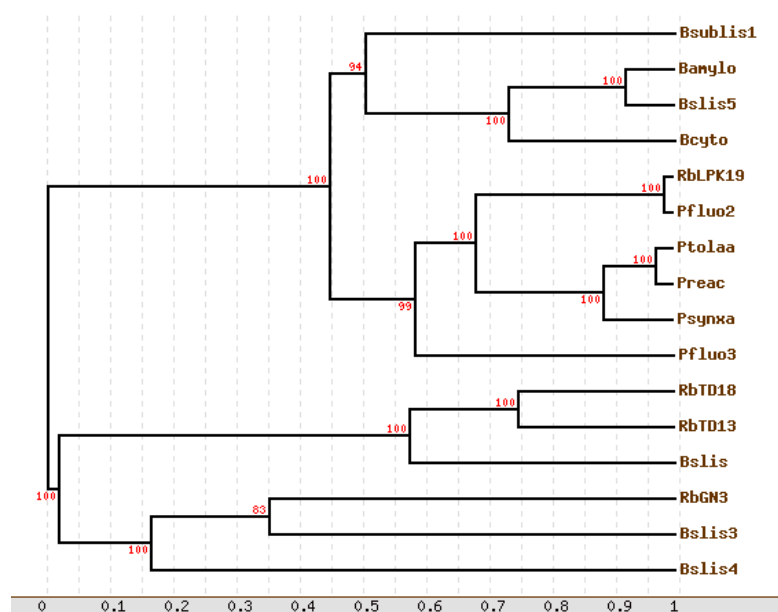 Bsublis1
94
Bamylo
100
Bslis5
100
Bcyto
100
RbLPK19
100
Pfluo2
100
Ptolaa
100
Preac
100
Psynxa
99
Pfluo3
RbTD18
100
RbTD13
100
Bslis
100
RbGN3
83
Bslis3
100
Bslis4
0 0.1 0.2 0.3 0.4 0.5 0.6 0.7 0.8 0.9 1